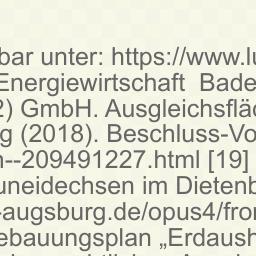 bar unter: https://www.lu
Energiewirtschaft Bade
2) GmbH. Ausgleichsfläc
g (2018). Beschluss-Vo
n--209491227.html [19]
uneidechsen im Dietenb
-augsburg.de/opus4/fron
ebauungsplan „Erdaush